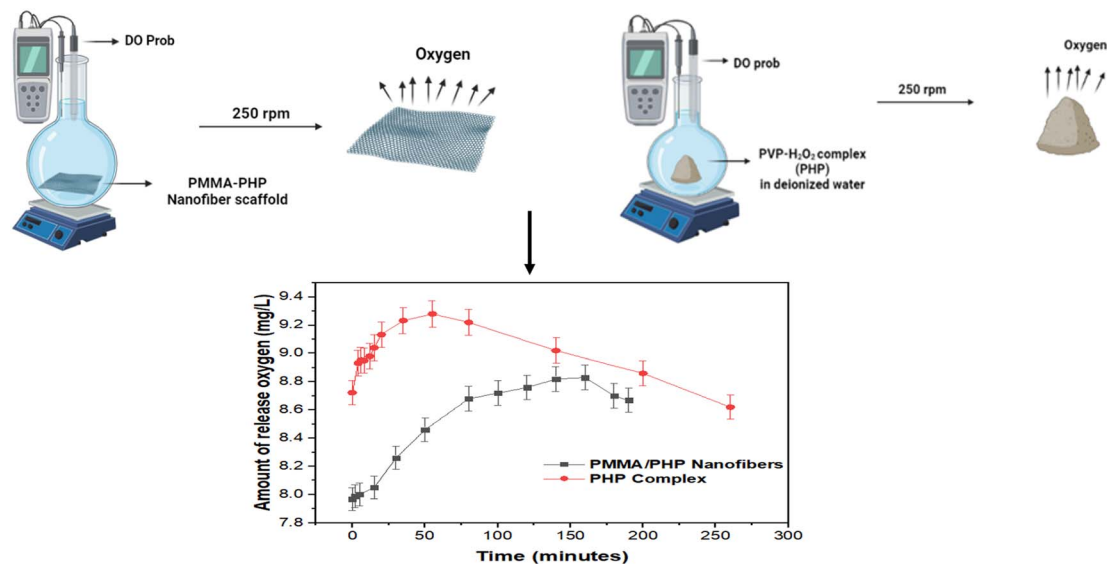 DO Prob
Oxygen
250 rpm
PMMA-PHP
Nanofiber scaffold
DO prob
Oxygen
250 rpm
PVP-H₂O₂ complex
(PHP)
in deionized water
Amount of release oxygen (mg/L)
9.4
9.2
9.0
8.8
8.6
8.4
8.2
8.0
7.8
PMMA/PHP Nanofibers
PHP Complex
0 50 100 150 200 250 300
Time (minutes)